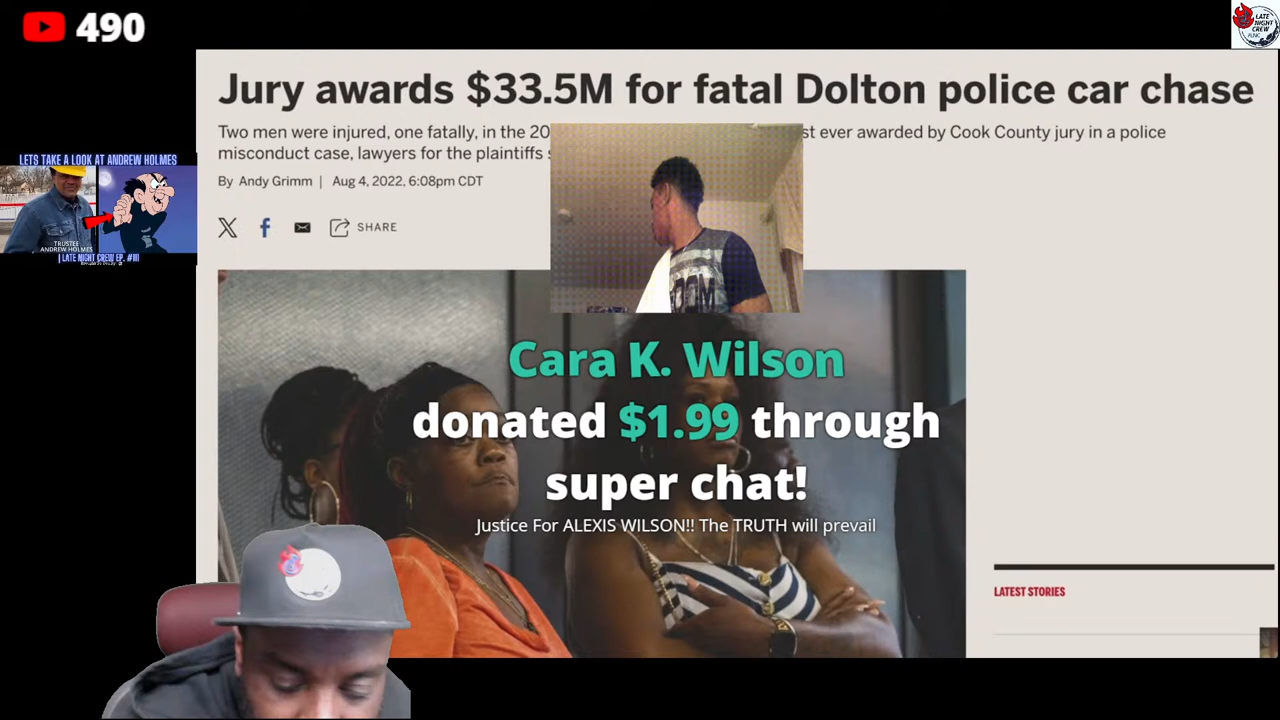 490
LATE
NIGHT
CREW
Jury awards $33.5M for fatal Dolton police car chase
Two men were injured, one fatally, in the 20
st ever awarded by Cook County jury in a police
misconduct case, lawyers for the plaintiffs s
By Andy Grimm | Aug 4, 2022, 6:08pm CDT
SHARE
LETS TAKE A LOOK AT ANDREW HOLMES
TRUSTEE
ANDREW HOLMES
| LATE NIGHT CREW EP. #111
Cara K. Wilson
donated $1.99 through
super chat!
Justice For ALEXIS WILSON!! The TRUTH will prevail
LATEST STORIES